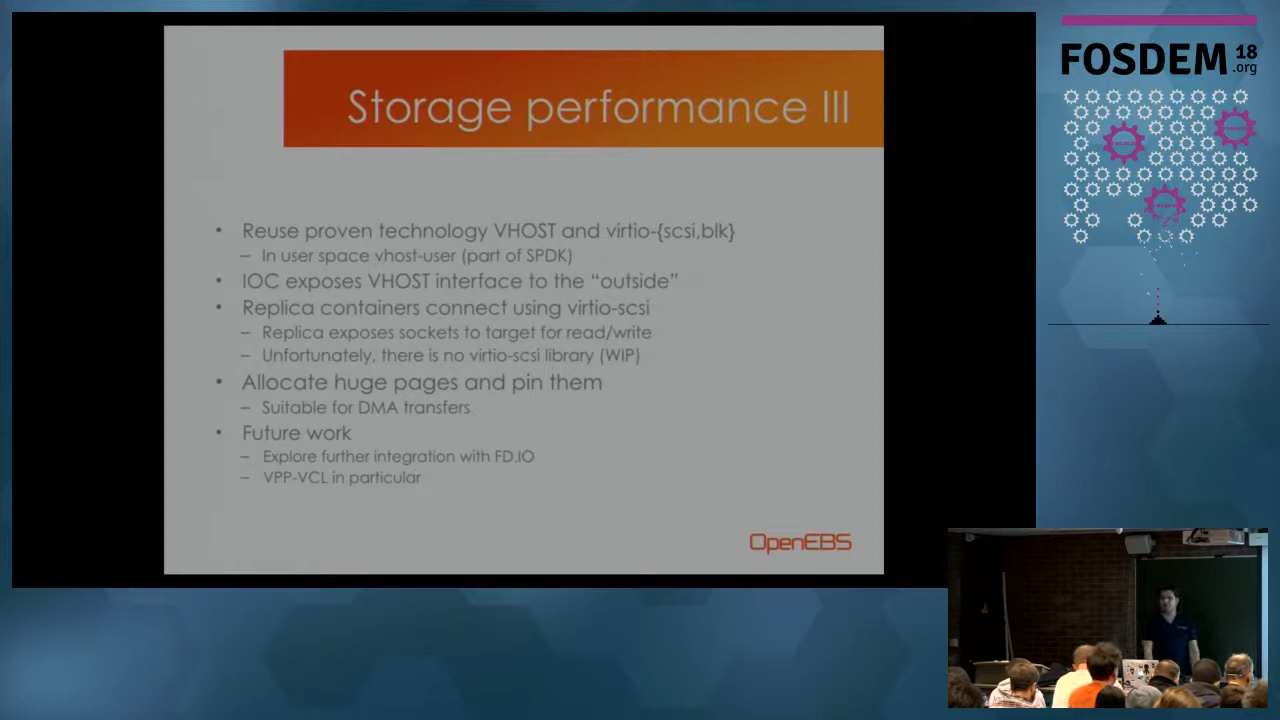 Storage performance III
• Reuse proven technology VHOST and virtio-{scsi,blk}
– In user space vhost-user (part of SPDK)
• IOC exposes VHOST interface to the “outside”
• Replica containers connect using virtio-scsi
– Replica exposes sockets to target for read/write
– Unfortunately, there is no virtio-scsi library (WIP)
• Allocate huge pages and pin them
– Suitable for DMA transfers
• Future work
– Explore further integration with FD.IO
– VPP-VCL in particular
OpenEBS
FOSDEM 18
.org